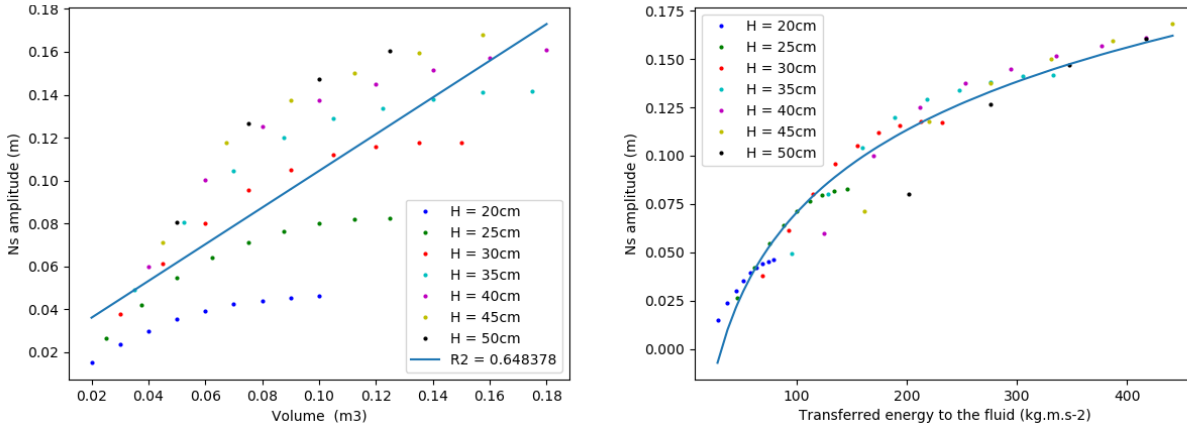 0.18
0.16
0.14
0.12
0.10
0.08
0.06
0.04
0.02
Ns amplitude (m)
H = 20cm
H = 25cm
H = 30cm
H = 35cm
H = 40cm
H = 45cm
H = 50cm
R2 = 0.648378
0.02 0.04 0.06 0.08 0.10 0.12 0.14 0.16 0.18
Volume (m3)
0.175
0.150
0.125
0.100
0.075
0.050
0.025
0.000
Ns amplitude (m)
H = 20cm
H = 25cm
H = 30cm
H = 35cm
H = 40cm
H = 45cm
H = 50cm
100 200 300 400
Transferred energy to the fluid (kg.m.s-2)